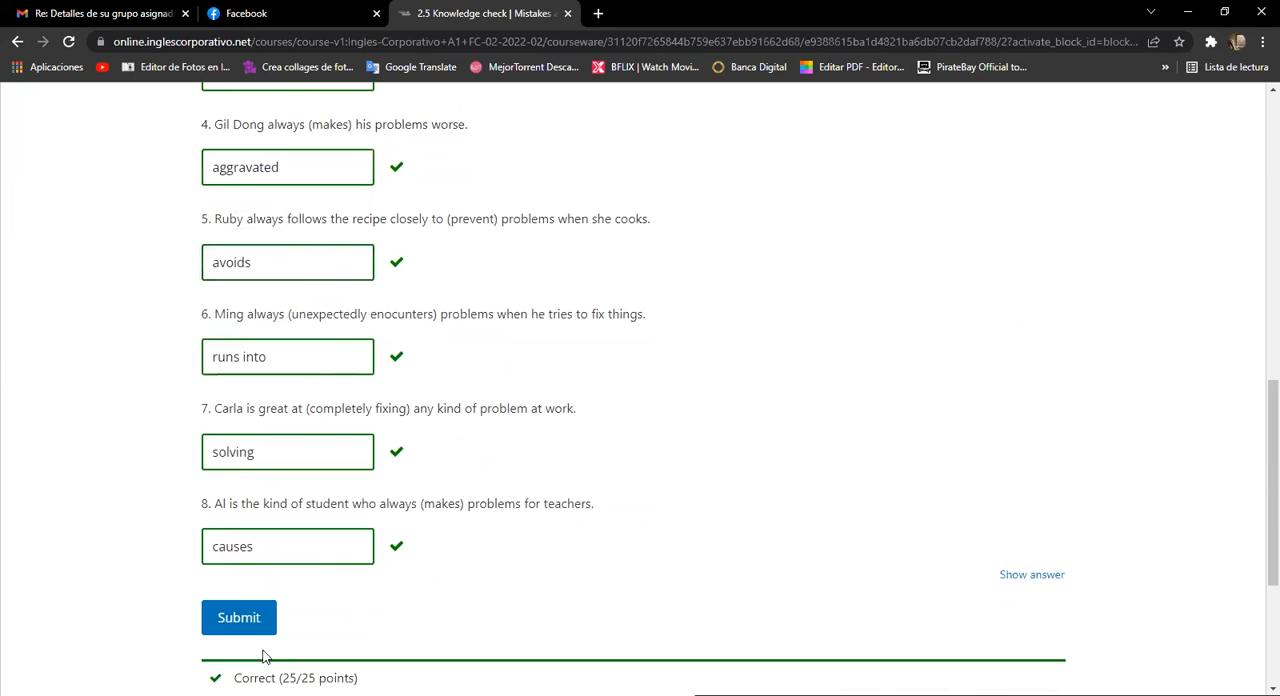 Re: Detalles de su grupo asignad
Facebook
2.5 Knowledge check | Mistakes
online.inglescorporativo.net/courses/course-v1:Ingles-Corporativo+A1+FC-02-2022-02/courseware/31120f7265844b759e637ebb91662d68/e9388615ba1d4821ba6db07cb2daf788/2?activate_block_id=block...
Aplicaciones
Editor de Fotos en l...
Crea collages de fot...
Google Translate
MejorTorrent Desca...
BFLIX | Watch Movi...
Banca Digital
Editar PDF - Editor...
PirateBay Official to...
»
Lista de lectura
4. Gil Dong always (makes) his problems worse.
aggravated
5. Ruby always follows the recipe closely to (prevent) problems when she cooks.
avoids
6. Ming always (unexpectedly enocunters) problems when he tries to fix things.
runs into
7. Carla is great at (completely fixing) any kind of problem at work.
solving
8. Al is the kind of student who always (makes) problems for teachers.
causes
Show answer
Submit
Correct (25/25 points)